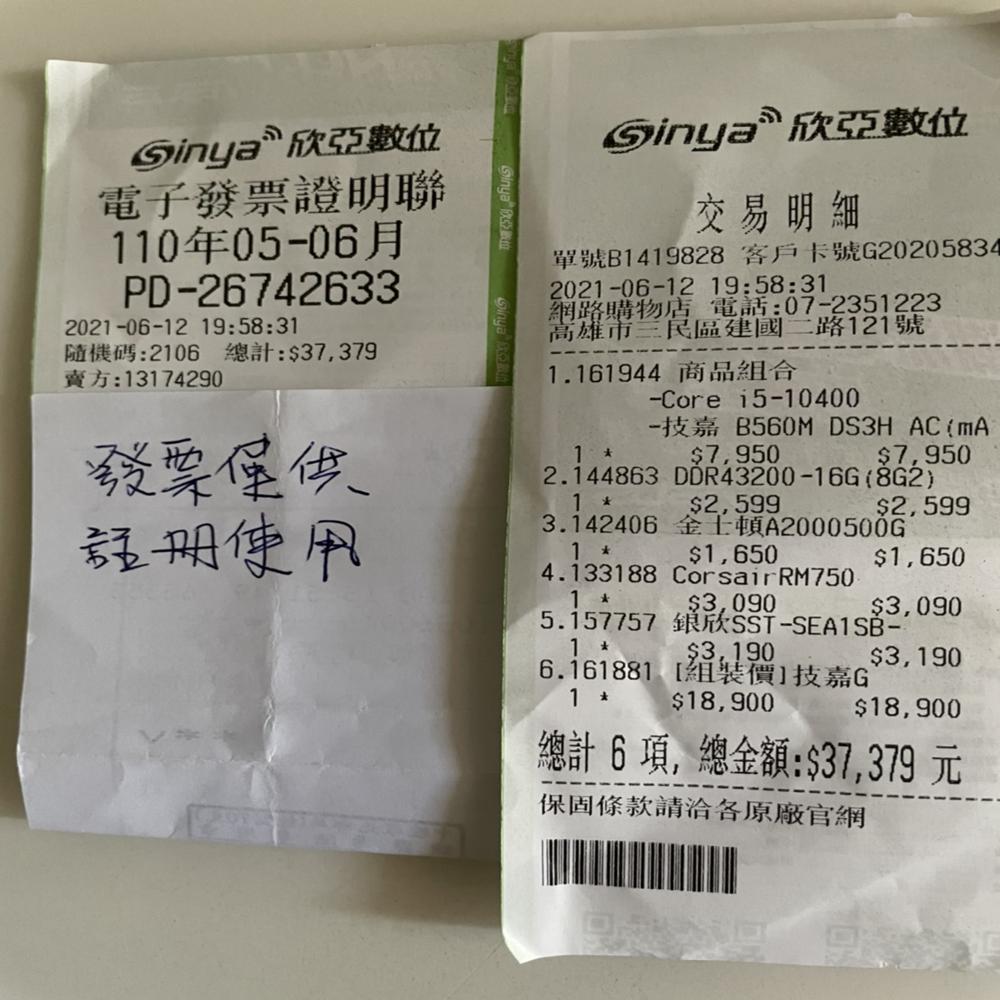 Sinya 欣亞數位
電子發票證明聯
110年05-06月
PD-26742633
2021-06-12 19:58:31
隨機碼:2106 總計:$37,379
賣方:13174290
發票僅供
註冊使用
Sinya 欣亞數位
交易明細
單號B1419828 客戶卡號G20205834
2021-06-12 19:58:31
網路購物店 電話:07-2351223
高雄市三民區建國二路121號
1.161944 商品組合
-Core i5-10400
-技嘉 B560M DS3H AC(mA
1 * $7,950 $7,950
2.144863 DDR43200-16G(8G2)
1 * $2,599 $2,599
3.142406 金士頓A2000500G
1 * $1,650 $1,650
4.133188 CorsairRM750
1 * $3,090 $3,090
5.157757 銀欣SST-SEA1SB-
1 * $3,190 $3,190
6.161881 [組裝價]技嘉G
1 * $18,900 $18,900
總計 6 項, 總金額:$37,379 元
保固條款請洽各原廠官網